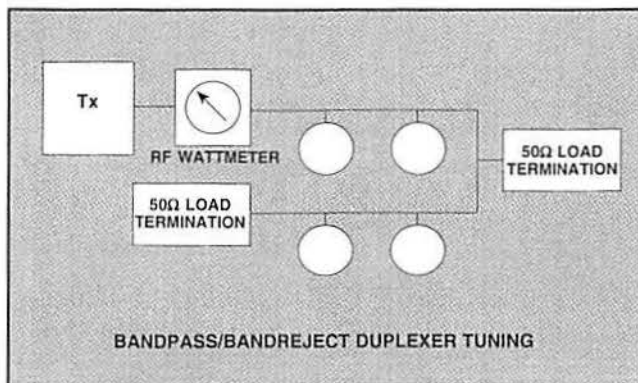 Tx
RF WATTMETER
50Ω LOAD
TERMINATION
50Ω LOAD
TERMINATION
BANDPASS/BANDREJECT DUPLEXER TUNING